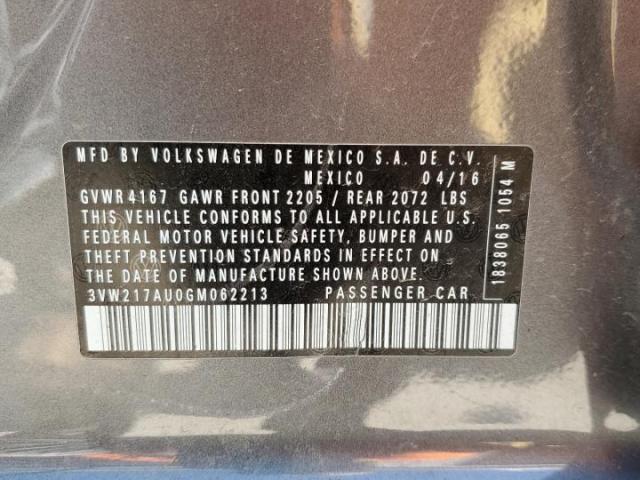 MFD BY VOLKSWAGEN DE MEXICO S.A. DE C.V.
MEXICO 04/16
GVWR 4167 GAWR FRONT 2205 / REAR 2072 LBS
THIS VEHICLE CONFORMS TO ALL APPLICABLE U.S.
FEDERAL MOTOR VEHICLE SAFETY, BUMPER AND
THEFT PREVENTION STANDARDS IN EFFECT ON
THE DATE OF MANUFACTURE SHOWN ABOVE.
3VW217AU0GM062213 PASSENGER CAR
1838065 1054 M